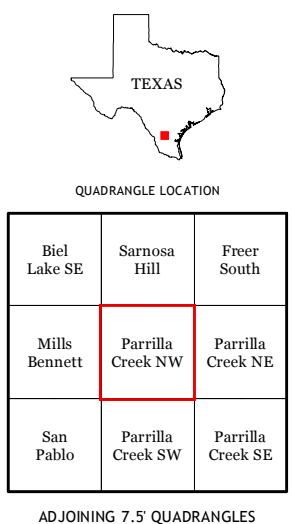 TEXAS
QUADRANGLE LOCATION
Biel
Lake SE
Sarnosa
Hill
Freer
South
Mills
Bennett
Parrilla
Creek NW
Parrilla
Creek NE
San
Pablo
Parrilla
Creek SW
Parrilla
Creek SE
ADJOINING 7.5' QUADRANGLES